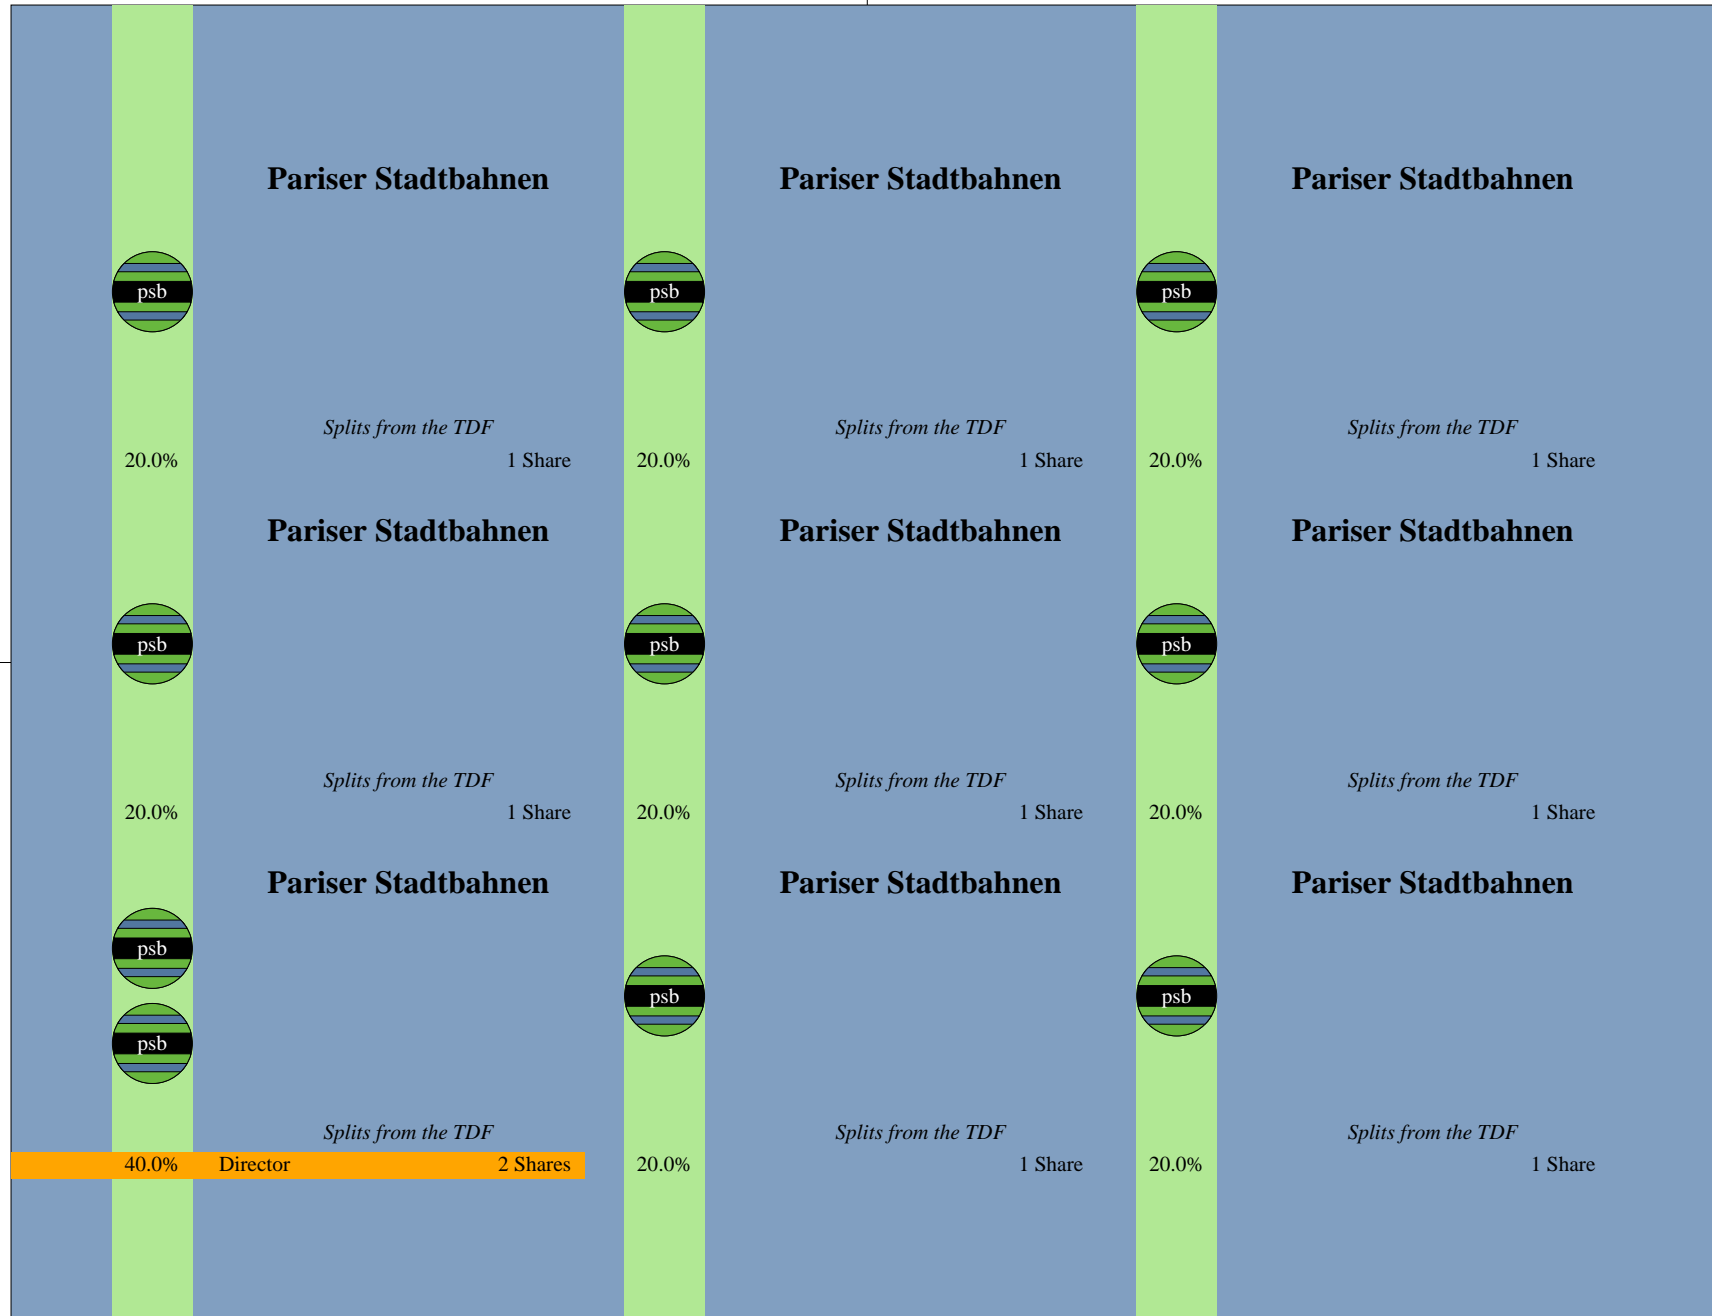 Pariser Stadtbahnen Pariser Stadtbahnen Pariser Stadtbahnen
psb psb psb
Splits from the TDF Splits from the TDF Splits from the TDF
20.0% 1 Share 20.0% 1 Share 20.0% 1 Share
Pariser Stadtbahnen Pariser Stadtbahnen Pariser Stadtbahnen
psb psb psb
Splits from the TDF Splits from the TDF Splits from the TDF
20.0% 1 Share 20.0% 1 Share 20.0% 1 Share
Pariser Stadtbahnen Pariser Stadtbahnen Pariser Stadtbahnen
psb
psb psb
psb
Splits from the TDF Splits from the TDF Splits from the TDF
40.0% Director 2 Shares 20.0% 1 Share 20.0% 1 Share